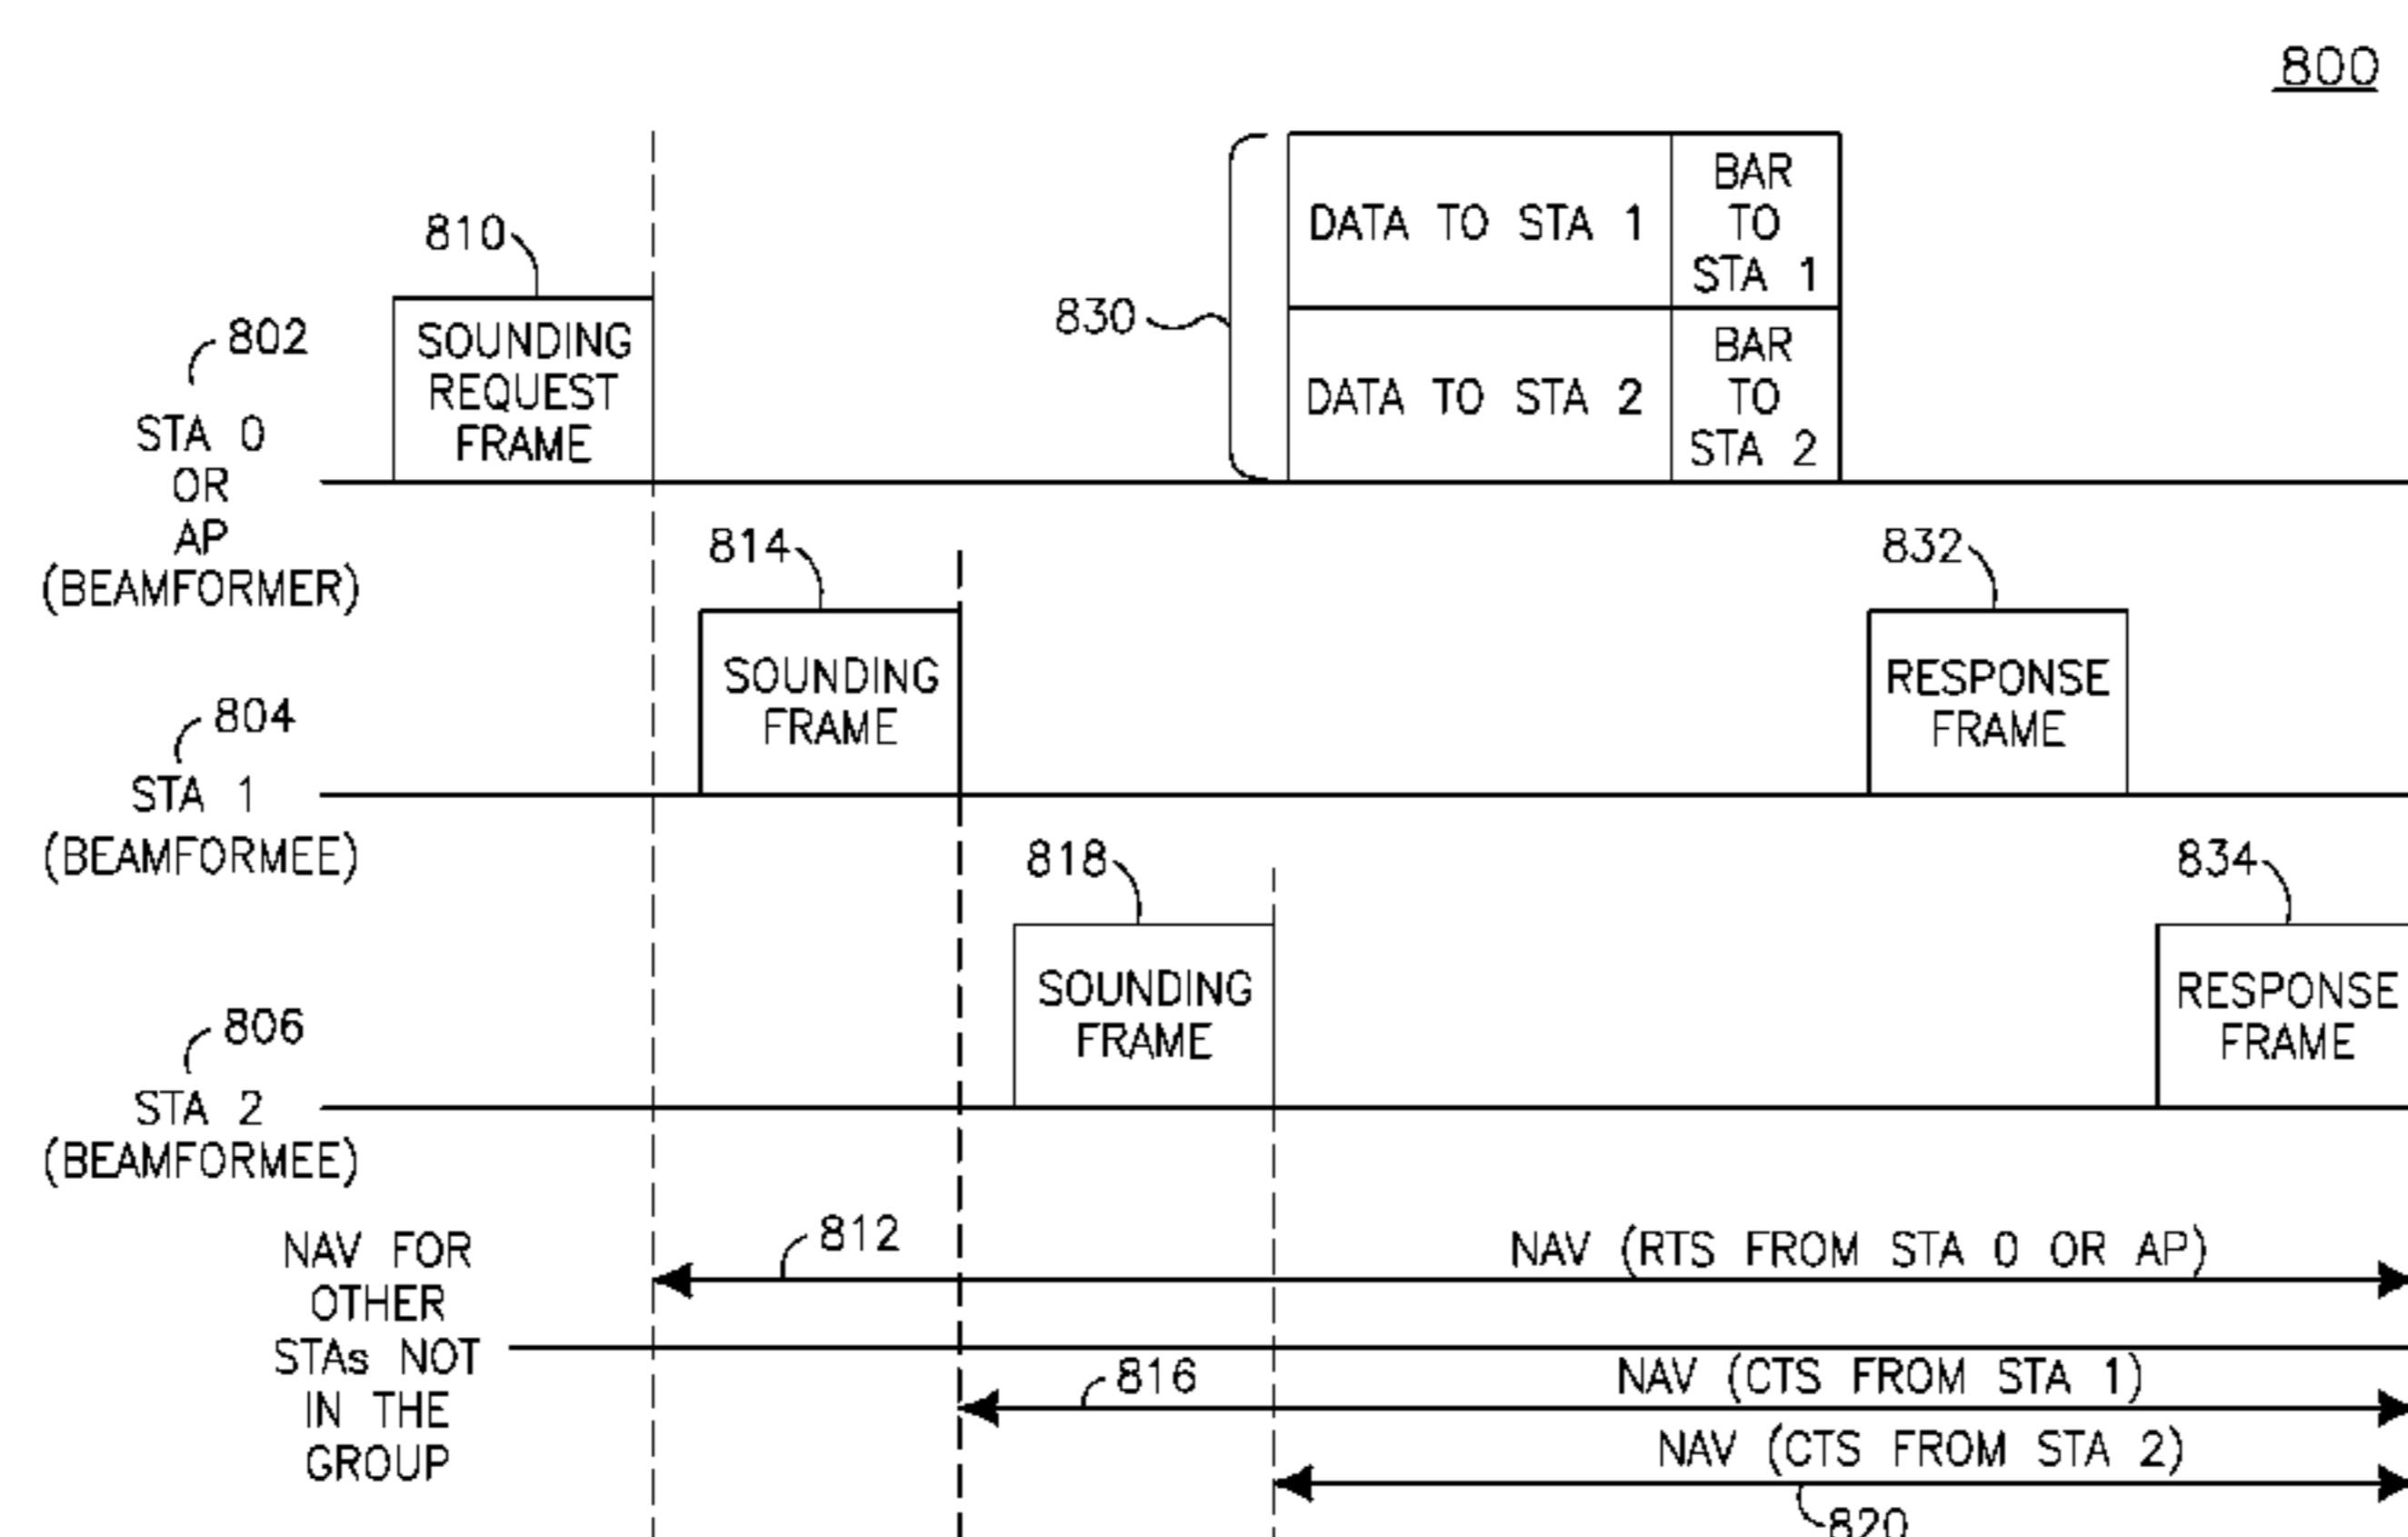 800
810
SOUNDING
REQUEST
FRAME
802
STA 0
OR
AP
(BEAMFORMER)
830
DATA TO STA 1
BAR
TO
STA 1
DATA TO STA 2
BAR
TO
STA 2
814
SOUNDING
FRAME
832
RESPONSE
FRAME
804
STA 1
(BEAMFORMEE)
818
SOUNDING
FRAME
834
RESPONSE
FRAME
806
STA 2
(BEAMFORMEE)
NAV FOR
OTHER
STAs NOT
IN THE
GROUP
812
NAV (RTS FROM STA 0 OR AP)
816
NAV (CTS FROM STA 1)
NAV (CTS FROM STA 2)
820